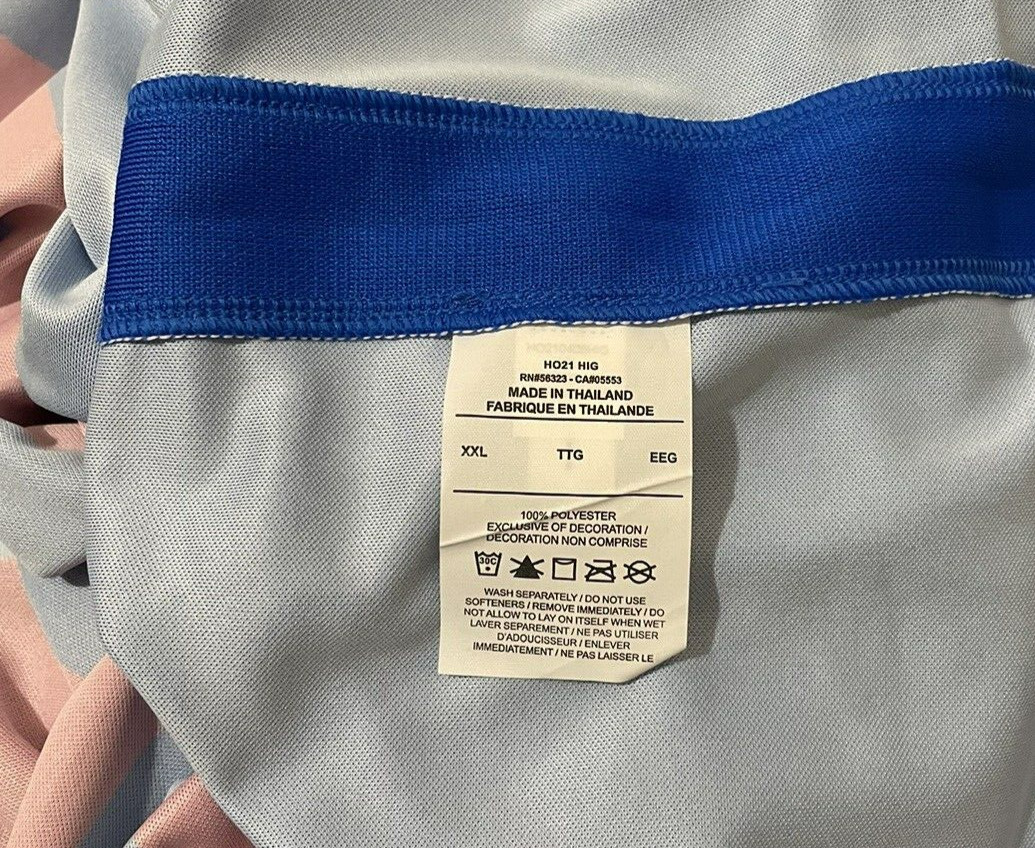 HO21 HIG
RN#56323 - CA#05553
MADE IN THAILAND
FABRIQUE EN THAILANDE
XXL TTG EEG
100% POLYESTER
EXCLUSIVE OF DECORATION /
DECORATION NON COMPRISE
30C
WASH SEPARATELY / DO NOT USE
SOFTENERS / REMOVE IMMEDIATELY / DO
NOT ALLOW TO LAY ON ITSELF WHEN WET
LAVER SEPAREMENT / NE PAS UTILISER
D'ADOUCISSEUR / ENLEVER
IMMEDIATEMENT / NE PAS LAISSER LE